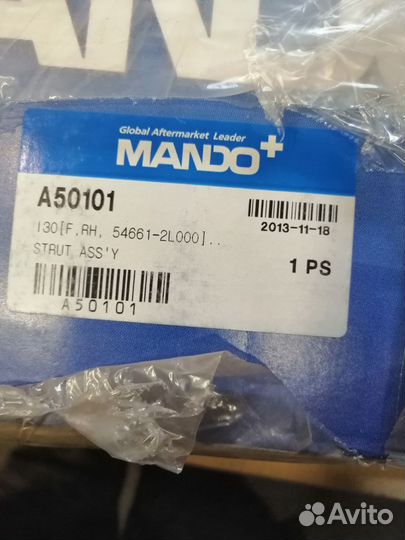 Global Aftermarket Leader
MANDO+
A50101
2013-11-18
I30[F,RH, 54661-2L000]..
STRUT ASS'Y
1 PS
A50101
Avito